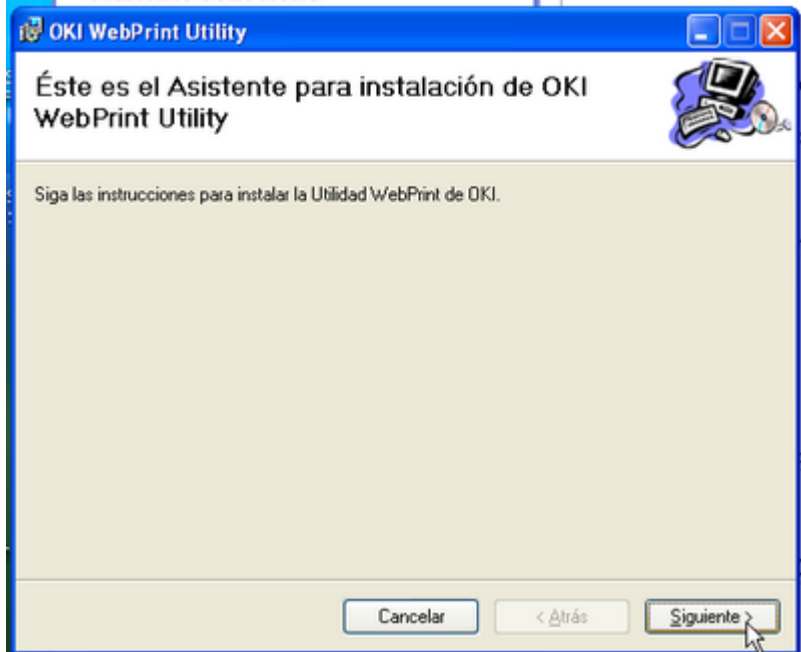 OKI WebPrint Utility
Éste es el Asistente para instalación de OKI
WebPrint Utility
Siga las instrucciones para instalar la Utilidad WebPrint de OKI.
Cancelar
< Atrás
Siguiente >